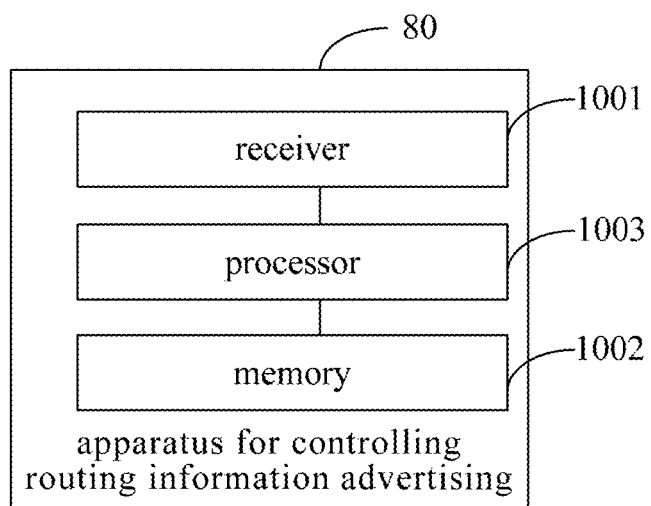 80
1001
receiver
1003
processor
1002
memory
apparatus for controlling
routing information advertising